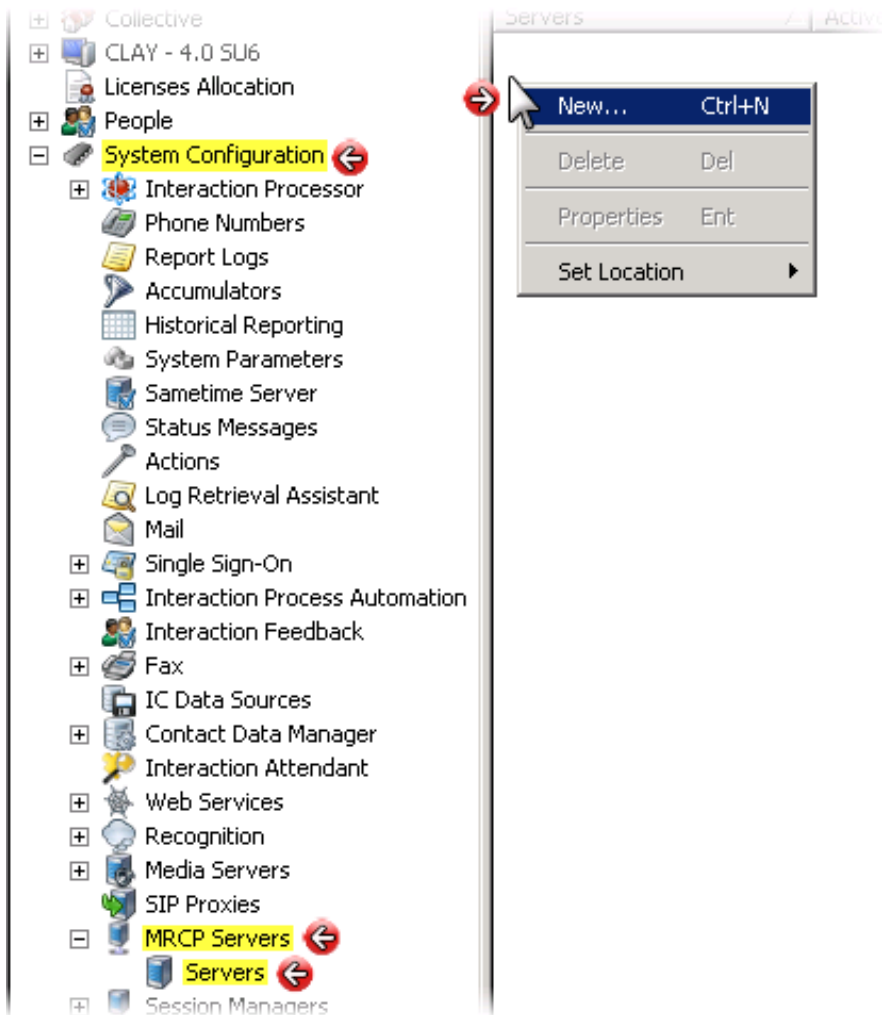 Collective
CLAY - 4.0 SU6
Licenses Allocation
People
System Configuration
Interaction Processor
Phone Numbers
Report Logs
Accumulators
Historical Reporting
System Parameters
Sametime Server
Status Messages
Actions
Log Retrieval Assistant
Mail
Single Sign-On
Interaction Process Automation
Interaction Feedback
Fax
IC Data Sources
Contact Data Manager
Interaction Attendant
Web Services
Recognition
Media Servers
SIP Proxies
MRCP Servers
Servers
Session Managers
Servers Active
New... Ctrl+N
Delete Del
Properties Ent
Set Location